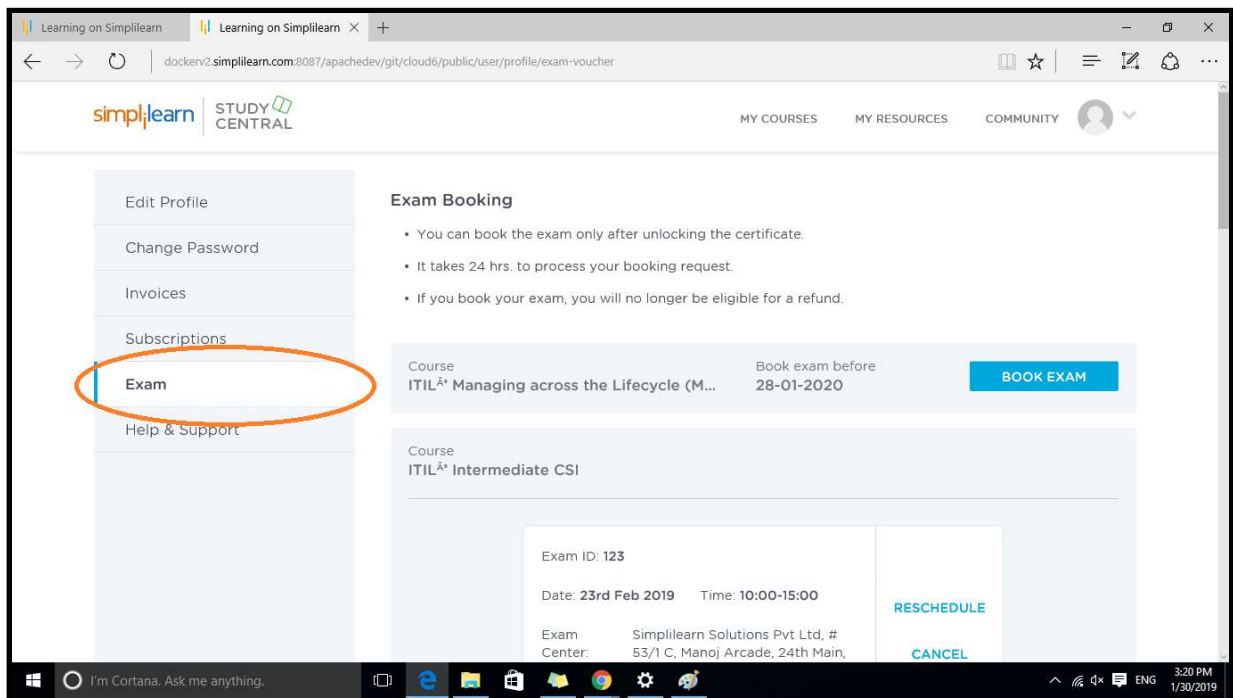 Learning on Simplilearn
Learning on Simplilearn
dockerv2.simplilearn.com:8087/apachedev/git/cloud6/public/user/profile/exam-voucher
simplilearn STUDY CENTRAL
MY COURSES MY RESOURCES COMMUNITY
Edit Profile
Change Password
Invoices
Subscriptions
Exam
Help & Support
Exam Booking
• You can book the exam only after unlocking the certificate.
• It takes 24 hrs. to process your booking request.
• If you book your exam, you will no longer be eligible for a refund.
Course
ITILÂ® Managing across the Lifecycle (M...
Book exam before
28-01-2020
BOOK EXAM
Course
ITILÂ® Intermediate CSI
Exam ID: 123
Date: 23rd Feb 2019 Time: 10:00-15:00
Exam Center: Simplilearn Solutions Pvt Ltd, #
53/1 C, Manoj Arcade, 24th Main,
RESCHEDULE
CANCEL
I'm Cortana. Ask me anything.
ENG
3:20 PM
1/30/2019